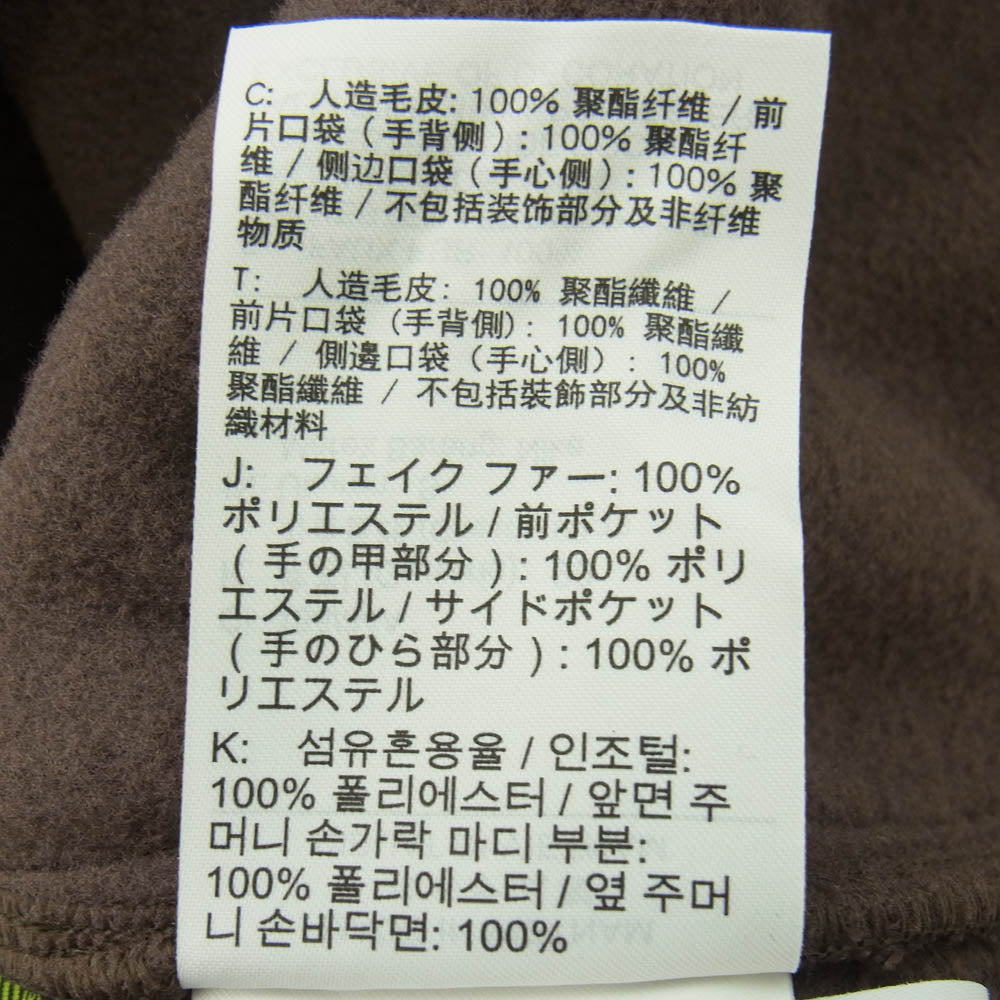 C: 人造毛皮: 100% 聚酯纤维 / 前
片口袋 (手背侧) : 100% 聚酯纤
维 / 侧边口袋 (手心侧) : 100% 聚
酯纤维 / 不包括装饰部分及非纤维
物质
T: 人造毛皮: 100% 聚酯纖維 /
前片口袋 (手背側) : 100% 聚酯纖
維 / 側邊口袋 (手心側) : 100%
聚酯纖維 / 不包括裝飾部分及非紡
織材料
J: フェイク ファー: 100%
ポリエステル / 前ポケット
( 手の甲部分 ) : 100% ポリ
エステル / サイドポケット
( 手のひら部分 ) : 100% ポ
リエステル
K: 섬유혼용율 / 인조털:
100% 폴리에스터 / 앞면 주
머니 손가락 마디 부분:
100% 폴리에스터 / 옆 주머
니 손바닥면: 100%